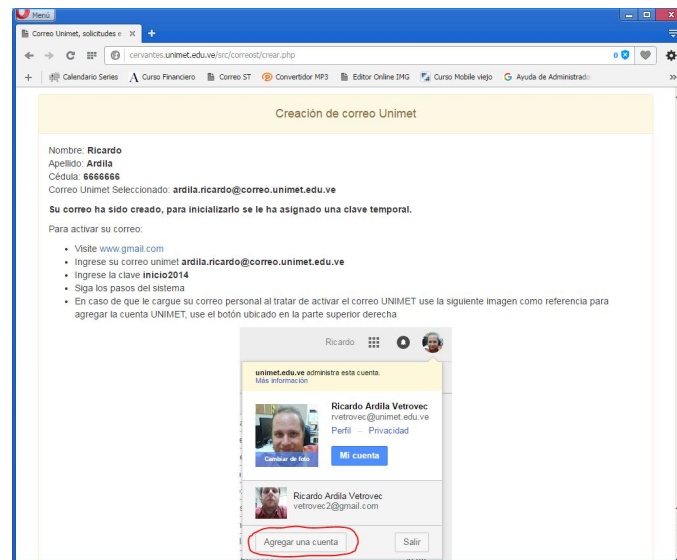 Menú
Correo Unimet, solicitudes e
cervantes.unimet.edu.ve/src/correost/crear.php
0
Calendario Series Curso Financiero Correo ST Convertidor MP3 Editor Online IMG Curso Mobile viejo Ayuda de Administrado
Creación de correo Unimet
Nombre: Ricardo
Apellido: Ardila
Cédula: 6666666
Correo Unimet Seleccionado: ardila.ricardo@correo.unimet.edu.ve
Su correo ha sido creado, para inicializarlo se le ha asignado una clave temporal.
Para activar su correo:
Visite www.gmail.com
Ingrese su correo unimet ardila.ricardo@correo.unimet.edu.ve
Ingrese la clave inicio2014
Siga los pasos del sistema
En caso de que le cargue su correo personal al tratar de activar el correo UNIMET use la siguiente imagen como referencia para
agregar la cuenta UNIMET, use el botón ubicado en la parte superior derecha
Ricardo
unimet.edu.ve administra esta cuenta.
Más información
Ricardo Ardila Vetrovec
rvetrovec@unimet.edu.ve
Perfil – Privacidad
Cambiar de foto
Mi cuenta
Ricardo Ardila Vetrovec
vetrovec2@gmail.com
Agregar una cuenta Salir